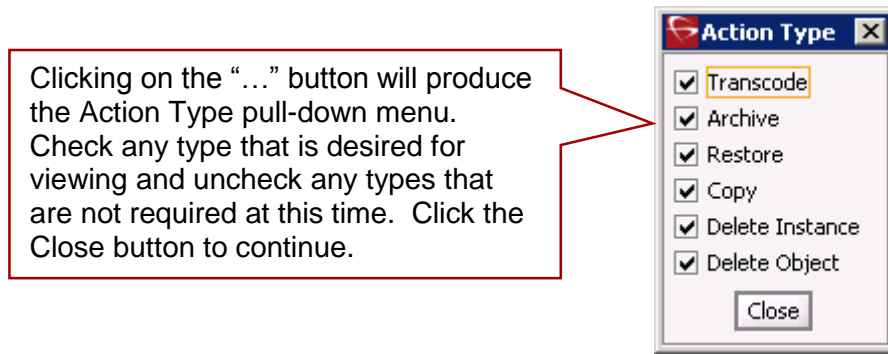 Clicking on the “…” button will produce
the Action Type pull-down menu.
Check any type that is desired for
viewing and uncheck any types that
are not required at this time.  Click the
Close button to continue.
Action Type
Transcode
Archive
Restore
Copy
Delete Instance
Delete Object
Close